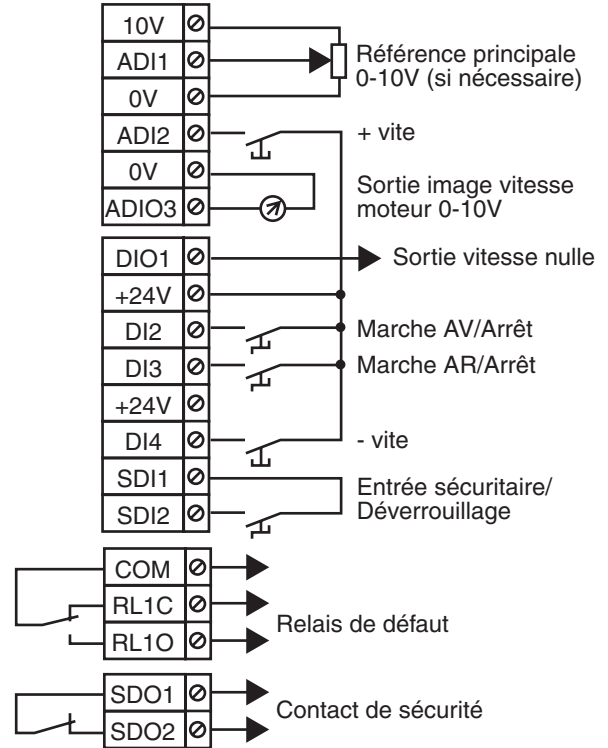 10V
ADI1
Référence principale
0-10V (si nécessaire)
0V
ADI2
+ vite
0V
Sortie image vitesse
moteur 0-10V
ADIO3
DIO1
Sortie vitesse nulle
+24V
DI2
Marche AV/Arrêt
DI3
Marche AR/Arrêt
+24V
DI4
- vite
SDI1
Entrée sécuritaire/
Déverrouillage
SDI2
COM
RL1C
Relais de défaut
RL1O
SDO1
Contact de sécurité
SDO2